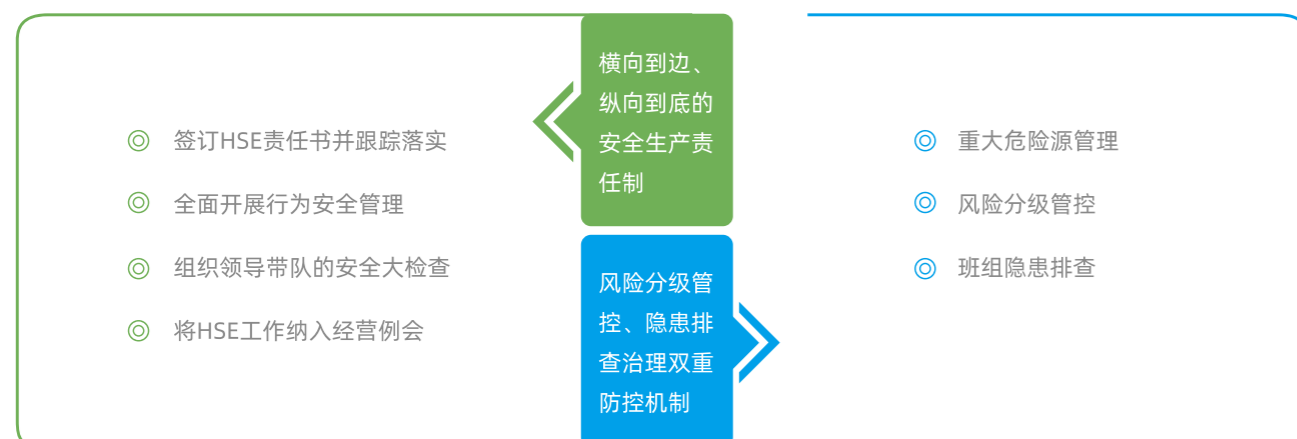 横向到边、
纵向到底的
安全生产责
任制
签订HSE责任书并跟踪落实
全面开展行为安全管理
组织领导带队的安全大检查
将HSE工作纳入经营例会
风险分级管
控、隐患排
查治理双重
防控机制
重大危险源管理
风险分级管控
班组隐患排查